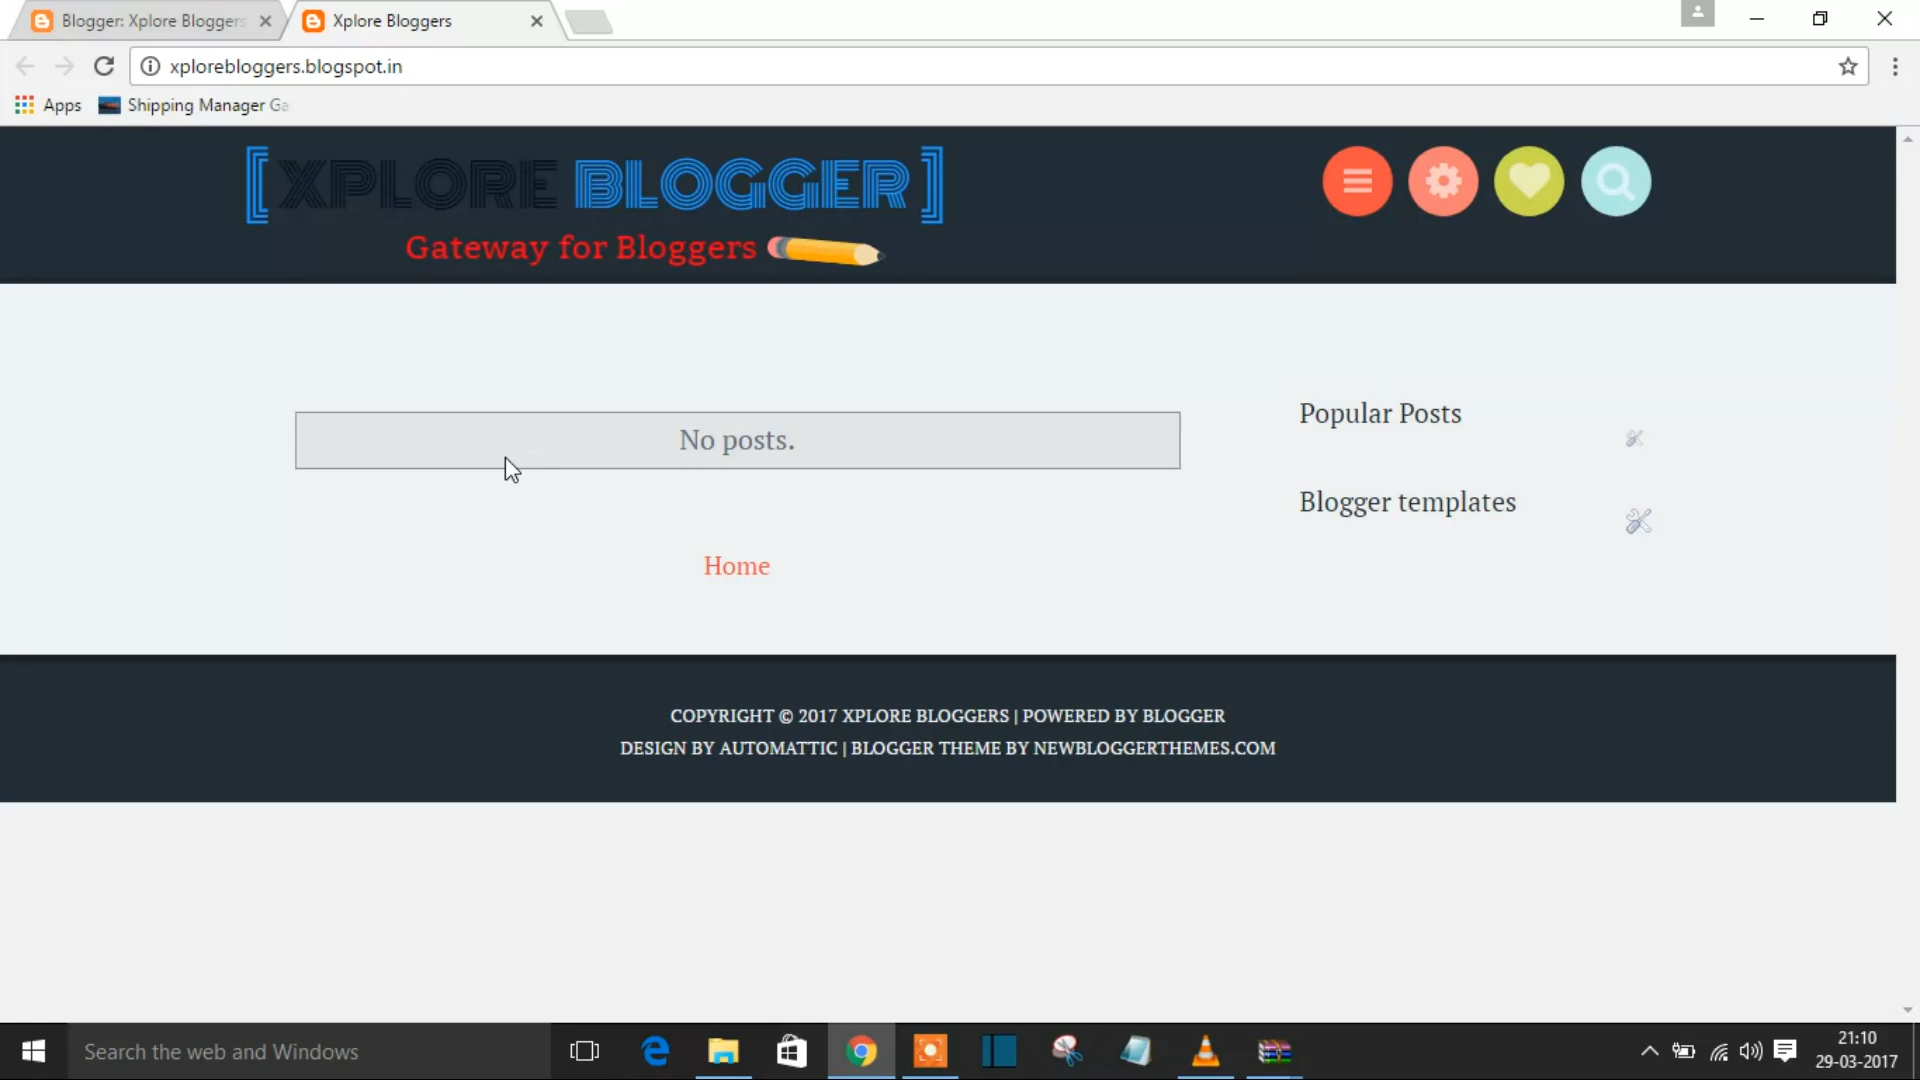 Blogger: Xplore Bloggers
Xplore Bloggers
xplorebloggers.blogspot.in
Apps
Shipping Manager Ga
XPLORE BLOGGER
Gateway for Bloggers
No posts.
Home
Popular Posts
Blogger templates
COPYRIGHT © 2017 XPLORE BLOGGERS | POWERED BY BLOGGER
DESIGN BY AUTOMATTIC | BLOGGER THEME BY NEWBLOGGERTHEMES.COM
Search the web and Windows
21:10
29-03-2017